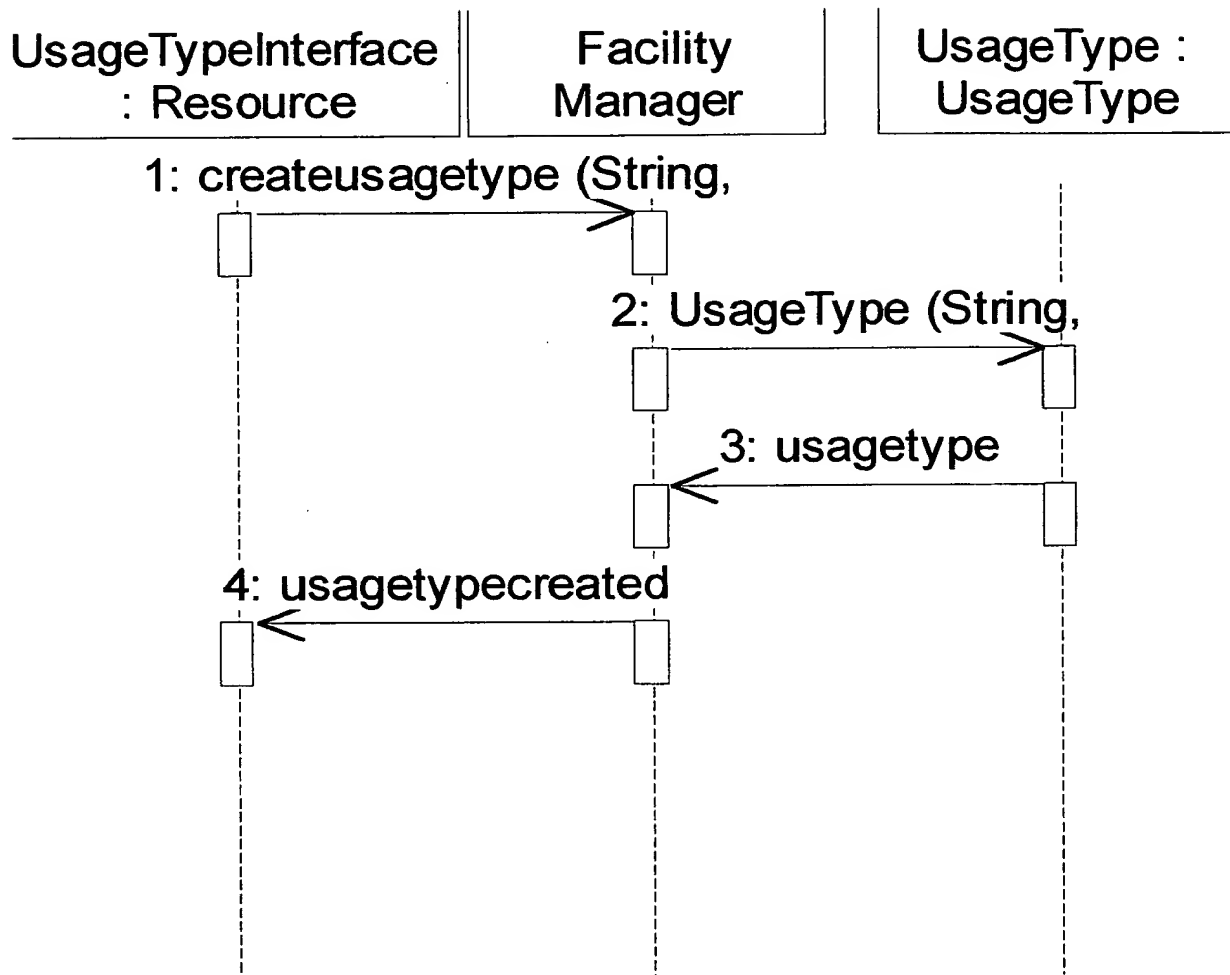 UsageTypeInterface
: Resource
Facility
Manager
UsageType :
UsageType
1: createusagetype (String,
2: UsageType (String,
3: usagetype
4: usagetypecreated